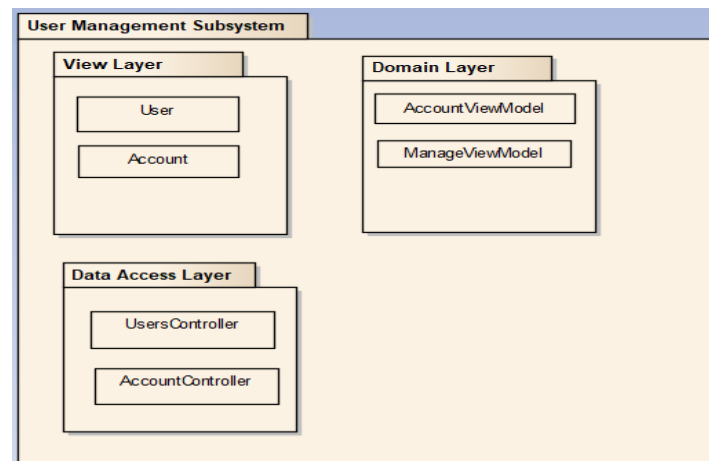 User Management Subsystem
View Layer
User
Account
Domain Layer
AccountViewModel
ManageViewModel
Data Access Layer
UsersController
AccountController